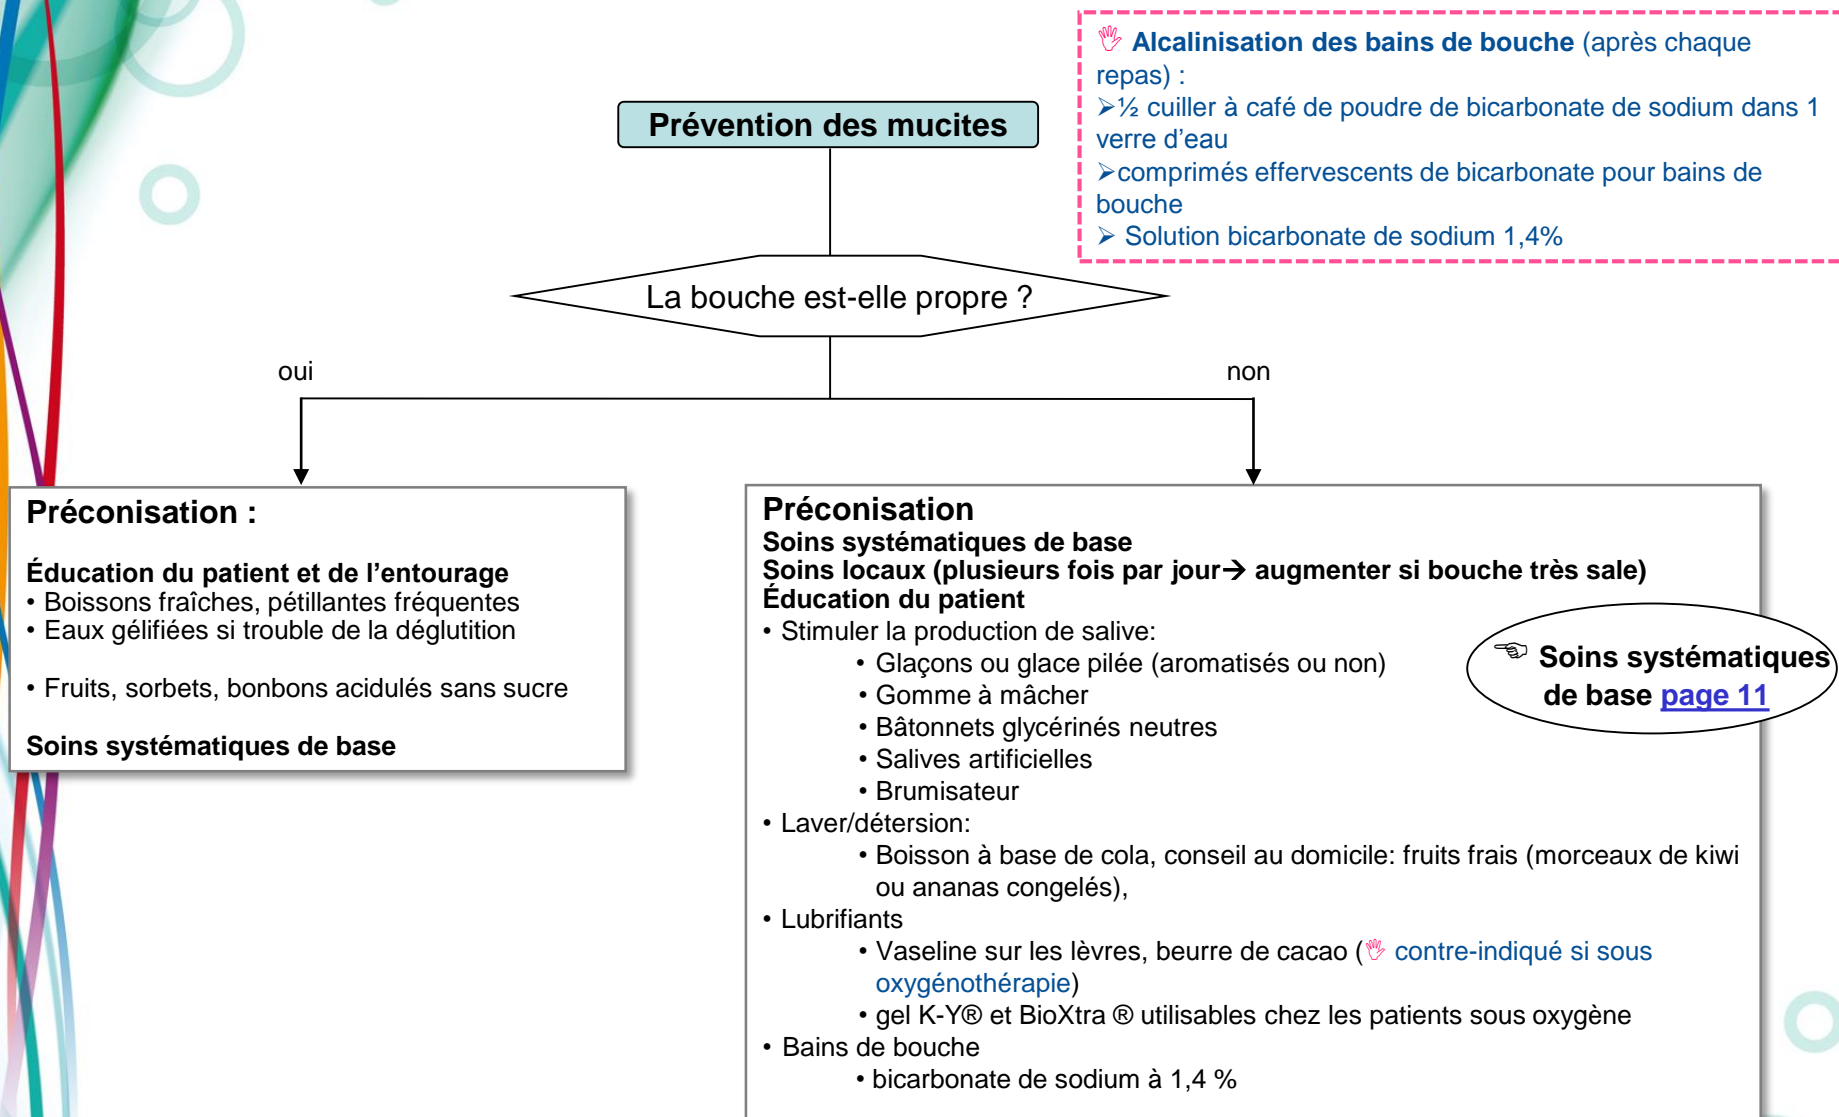 🖐 Alcalinisation des bains de bouche (après chaque
repas) :
➢½ cuiller à café de poudre de bicarbonate de sodium dans 1
verre d’eau
➢comprimés effervescents de bicarbonate pour bains de
bouche
➢ Solution bicarbonate de sodium 1,4%
Prévention des mucites
La bouche est-elle propre ?
oui
non
Préconisation :
Éducation du patient et de l’entourage
• Boissons fraîches, pétillantes fréquentes
• Eaux gélifiées si trouble de la déglutition
• Fruits, sorbets, bonbons acidulés sans sucre
Soins systématiques de base
Préconisation
Soins systématiques de base
Soins locaux (plusieurs fois par jour→ augmenter si bouche très sale)
Éducation du patient
• Stimuler la production de salive:
• Glaçons ou glace pilée (aromatisés ou non)
• Gomme à mâcher
• Bâtonnets glycérinés neutres
• Salives artificielles
• Brumisateur
• Laver/détersion:
• Boisson à base de cola, conseil au domicile: fruits frais (morceaux de kiwi
ou ananas congelés),
• Lubrifiants
• Vaseline sur les lèvres, beurre de cacao (🖐 contre-indiqué si sous
oxygénothérapie)
• gel K-Y® et BioXtra ® utilisables chez les patients sous oxygène
• Bains de bouche
• bicarbonate de sodium à 1,4 %
☜ Soins systématiques
de base page 11